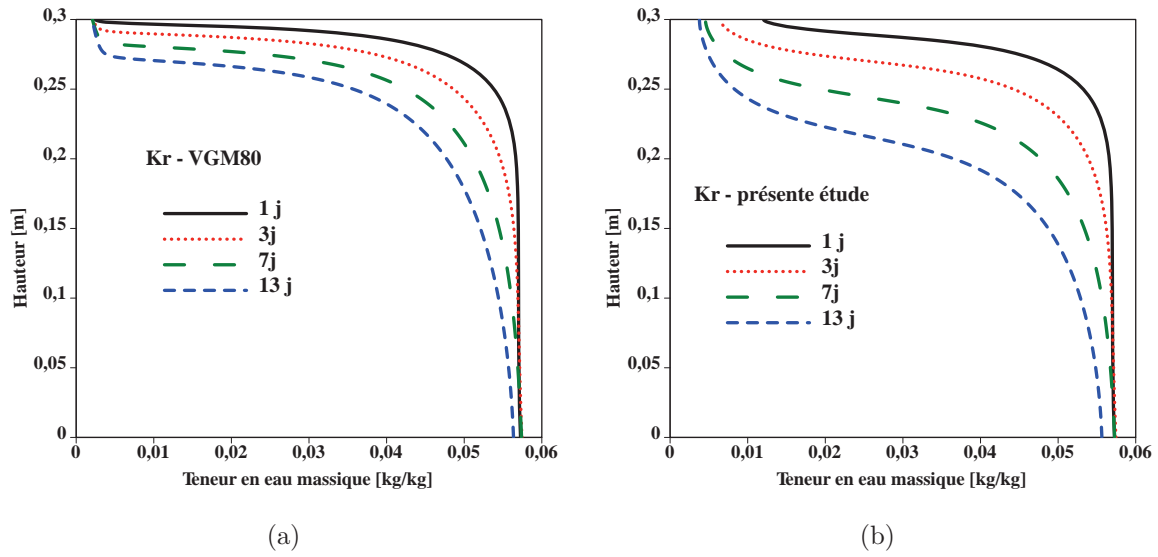 0,3
0,25
0,2
0,15
0,1
0,05
0
Hauteur [m]
Kr - VGM80
1 j
3j
7j
13 j
0 0,01 0,02 0,03 0,04 0,05 0,06
Teneur en eau massique [kg/kg]
(a)
0,3
0,25
0,2
0,15
0,1
0,05
0
Hauteur [m]
Kr - présente étude
1 j
3j
7j
13 j
0 0,01 0,02 0,03 0,04 0,05 0,06
Teneur en eau massique [kg/kg]
(b)